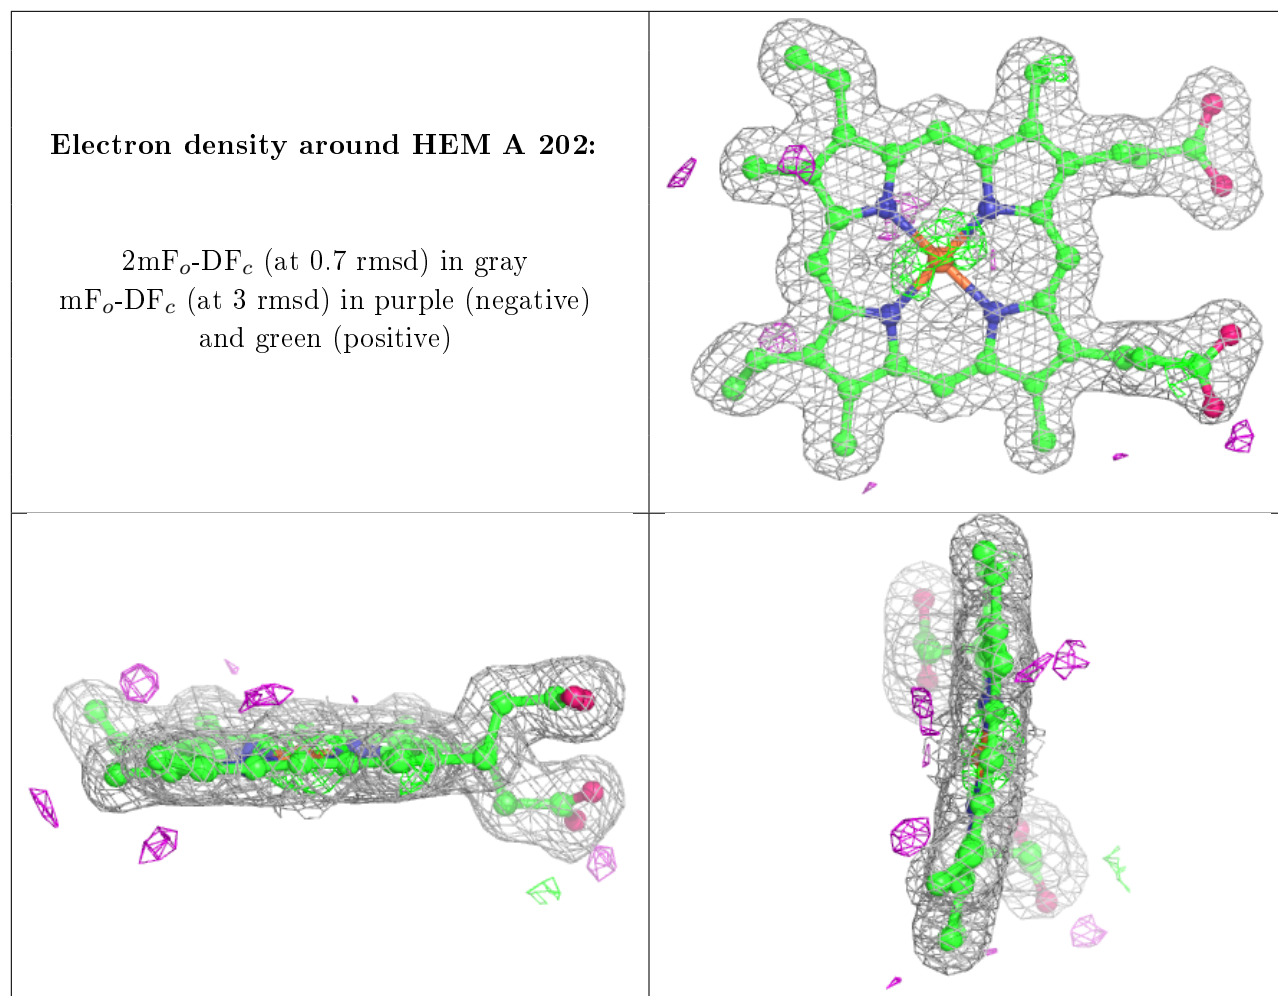 Electron density around HEM A 202:
2mFₒ-DF𝒸 (at 0.7 rmsd) in gray
mFₒ-DF𝒸 (at 3 rmsd) in purple (negative)
and green (positive)